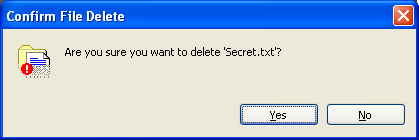 Confirm File Delete
Are you sure you want to delete 'Secret.txt'?
Yes No